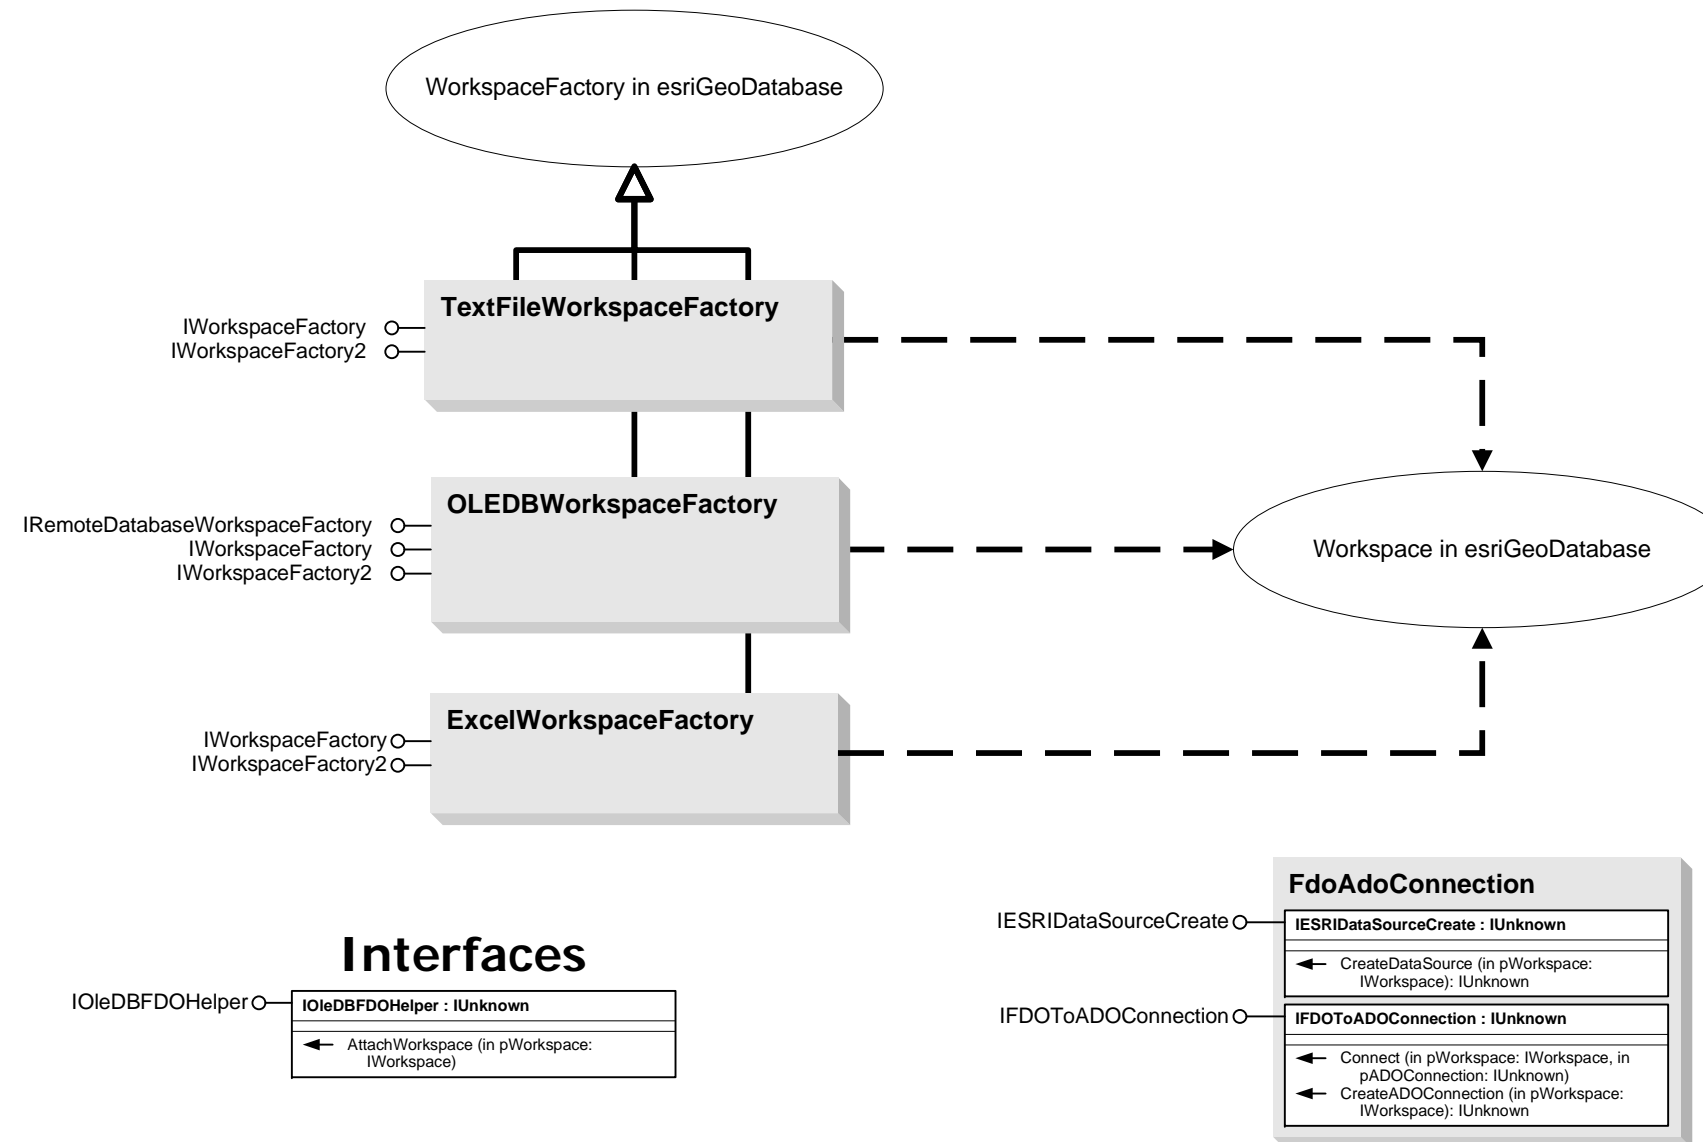 WorkspaceFactory in esriGeoDatabase
TextFileWorkspaceFactory
IWorkspaceFactory
IWorkspaceFactory2
OLEDBWorkspaceFactory
IRemoteDatabaseWorkspaceFactory
IWorkspaceFactory
IWorkspaceFactory2
Workspace in esriGeoDatabase
ExcelWorkspaceFactory
IWorkspaceFactory
IWorkspaceFactory2
Interfaces
IOleDBFDOHelper
IOleDBFDOHelper : IUnknown
AttachWorkspace (in pWorkspace:
IWorkspace)
FdoAdoConnection
IESRIDataSourceCreate
IESRIDataSourceCreate : IUnknown
CreateDataSource (in pWorkspace:
IWorkspace): IUnknown
IFDOToADOConnection
IFDOToADOConnection : IUnknown
Connect (in pWorkspace: IWorkspace, in
pADOConnection: IUnknown)
CreateADOConnection (in pWorkspace:
IWorkspace): IUnknown